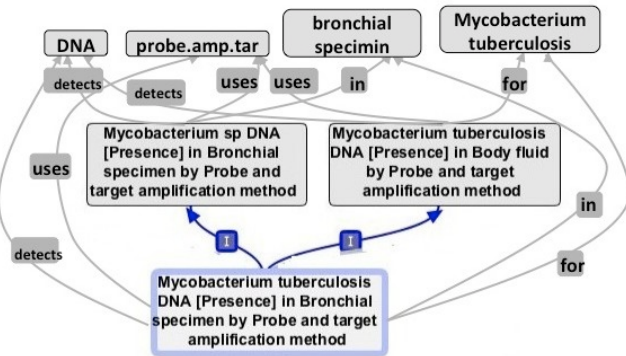 DNA
probe.amp.tar
bronchial
specimin
Mycobacterium
tuberculosis
detects
detects
uses
uses
in
for
Mycobacterium sp DNA
[Presence] in Bronchial
specimen by Probe and
target amplification method
Mycobacterium tuberculosis
DNA [Presence] in Body fluid
by Probe and target
amplification method
uses
in
detects
I
I
for
Mycobacterium tuberculosis
DNA [Presence] in Bronchial
specimen by Probe and target
amplification method